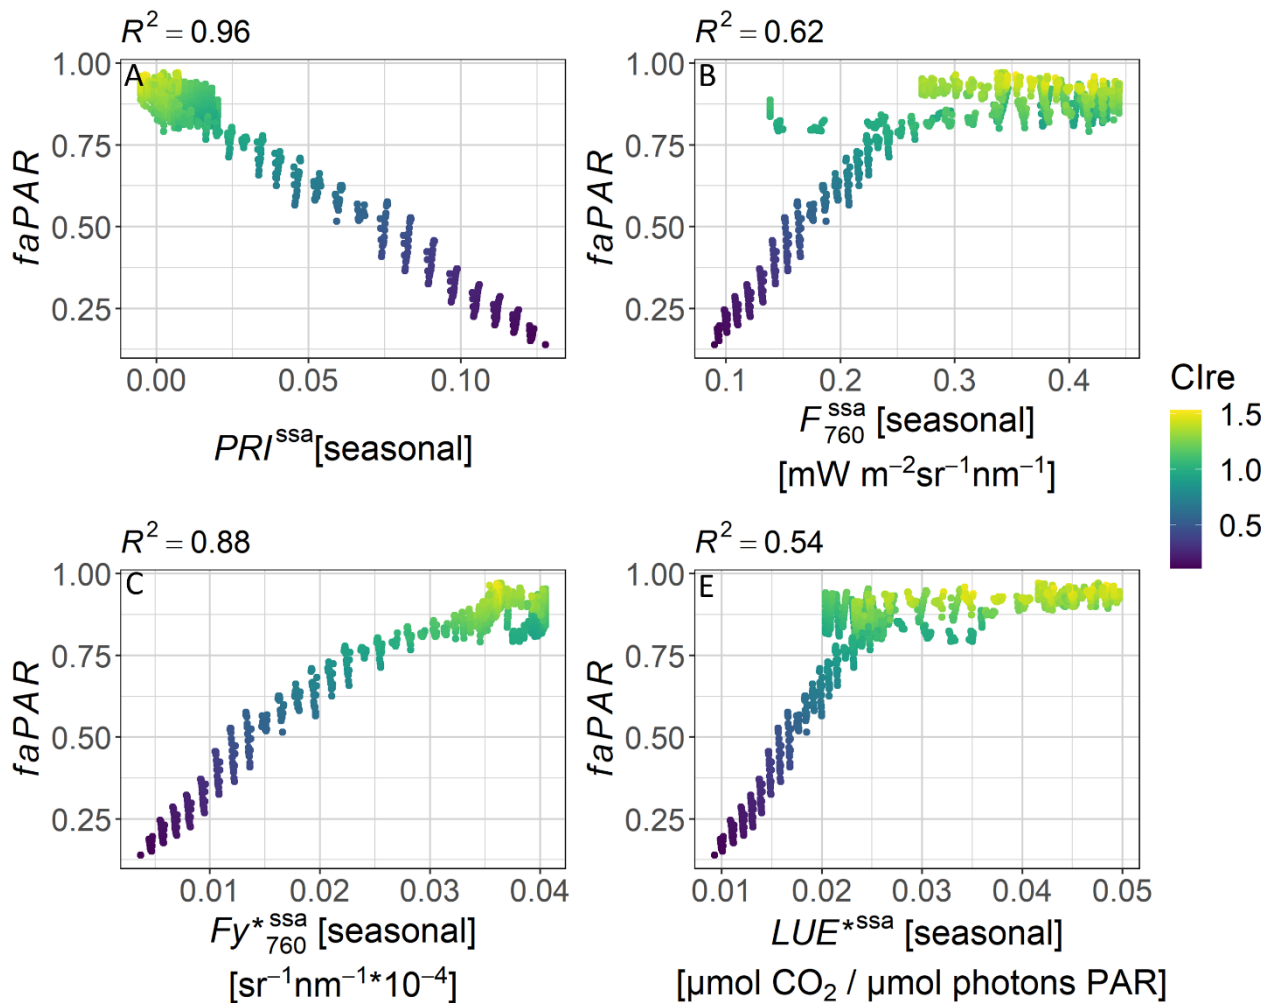 R² = 0.96
A
1.00
0.75
0.50
0.25
faPAR
0.00 0.05 0.10
PRI^ssa[seasonal]
R² = 0.62
B
1.00
0.75
0.50
0.25
faPAR
0.1 0.2 0.3 0.4
F_760^ssa [seasonal]
[mW m⁻²sr⁻¹nm⁻¹]
CIre
1.5
1.0
0.5
R² = 0.88
C
1.00
0.75
0.50
0.25
faPAR
0.01 0.02 0.03 0.04
Fy*_760^ssa [seasonal]
[sr⁻¹nm⁻¹*10⁻⁴]
R² = 0.54
E
1.00
0.75
0.50
0.25
faPAR
0.01 0.02 0.03 0.04 0.05
LUE*^ssa [seasonal]
[μmol CO₂ / μmol photons PAR]